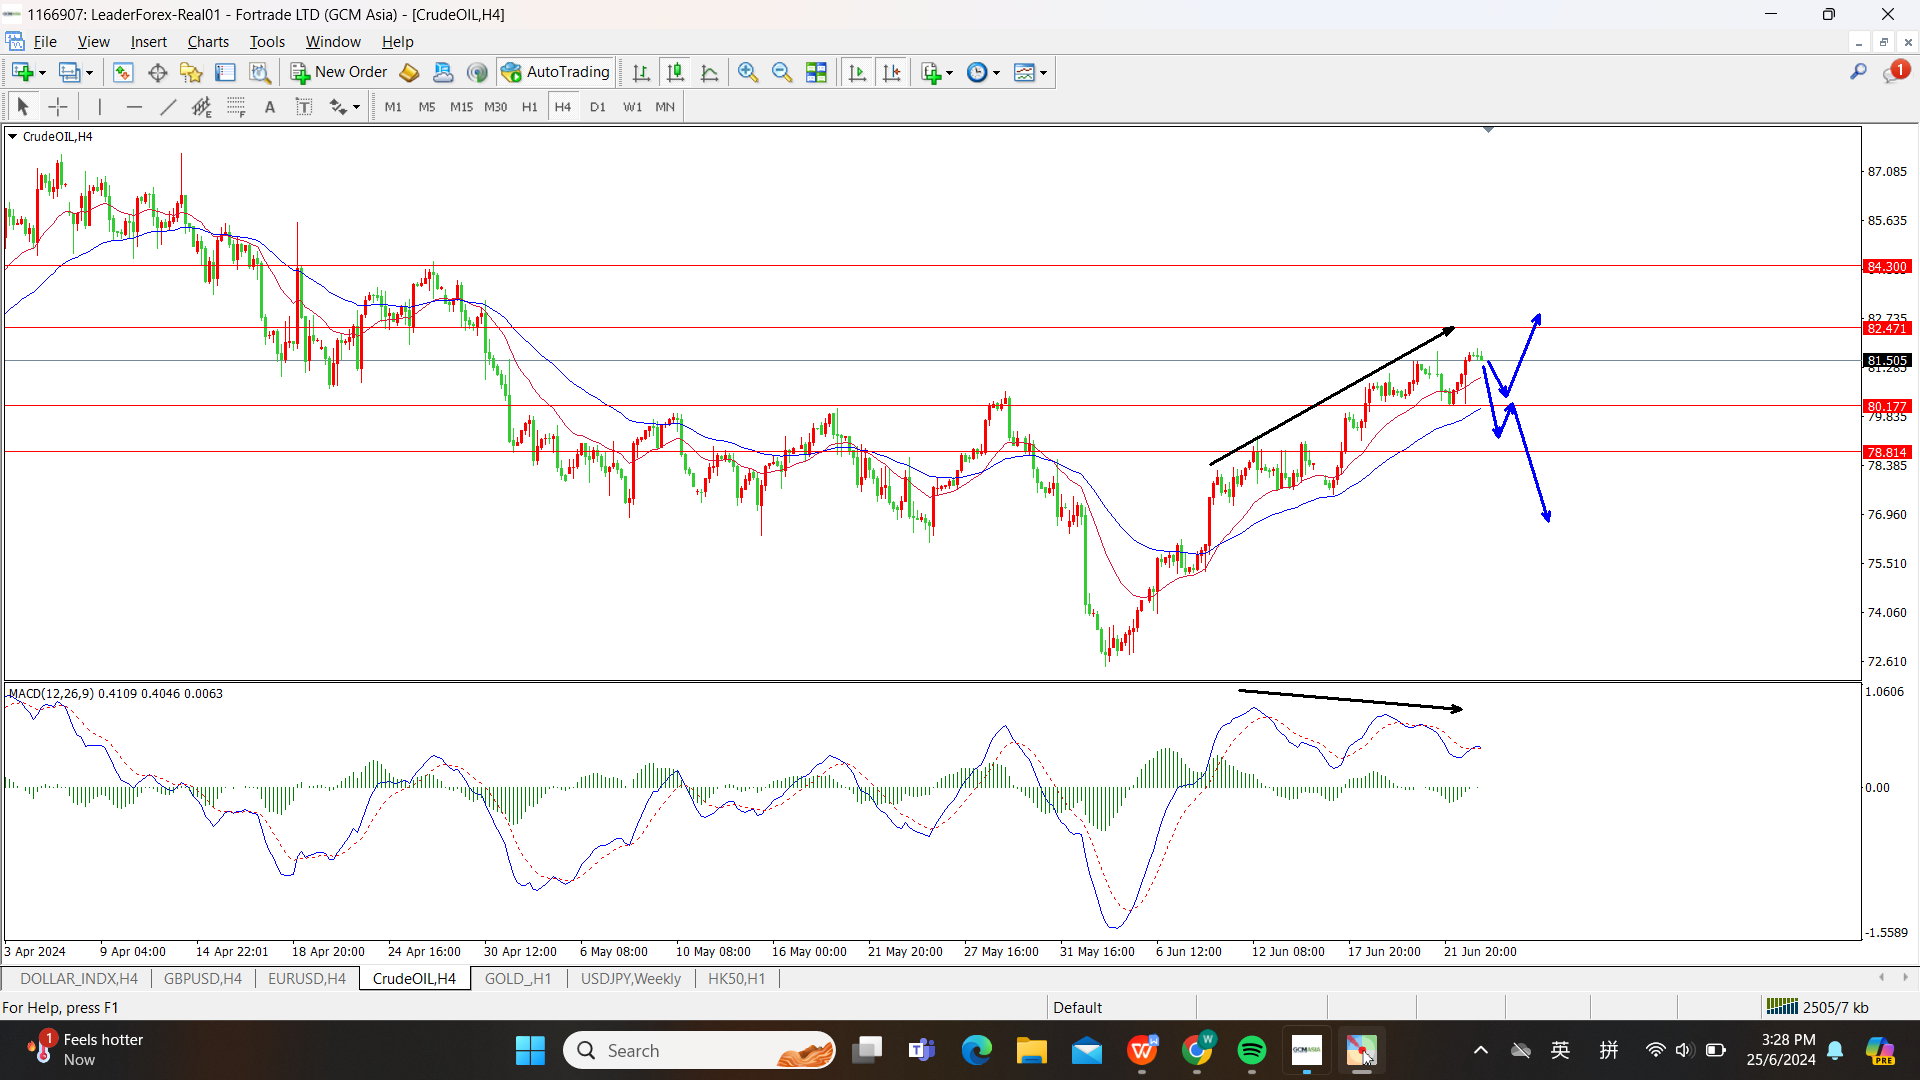 1166907: LeaderForex-Real01 - Fortrade LTD (GCM Asia) - [CrudeOIL,H4]
File View Insert Charts Tools Window Help
New Order AutoTrading 1
A T M1 M5 M15 M30 H1 H4 D1 W1 MN
CrudeOIL,H4
87.085
85.635
84.300
82.735
82.471
81.505
81.285
80.177
79.835
78.814
78.385
76.960
75.510
74.060
72.610
MACD(12,26,9) 0.4109 0.4046 0.0063
1.0606
0.00
-1.5589
3 Apr 2024 9 Apr 04:00 14 Apr 22:01 18 Apr 20:00 24 Apr 16:00 30 Apr 12:00 6 May 08:00 10 May 08:00 16 May 00:00 21 May 20:00 27 May 16:00 31 May 16:00 6 Jun 12:00 12 Jun 08:00 17 Jun 20:00 21 Jun 20:00
DOLLAR_INDX,H4 GBPUSD,H4 EURUSD,H4 CrudeOIL,H4 GOLD_,H1 USDJPY,Weekly HK50,H1
For Help, press F1 Default 2505/7 kb
1 Feels hotter
Now
Search
W
GCMASIA
英 拼
3:28 PM
25/6/2024
PRE